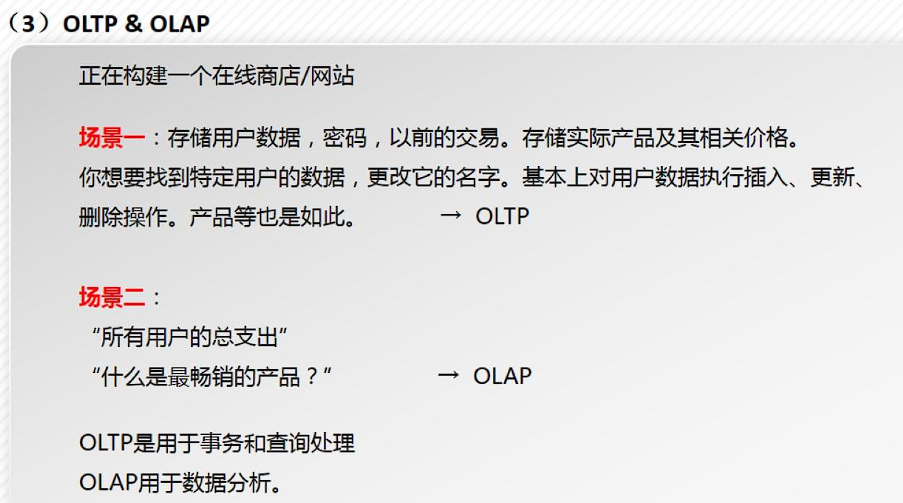 （3）OLTP & OLAP
正在构建一个在线商店/网站
场景一：存储用户数据，密码，以前的交易。存储实际产品及其相关价格。
你想要找到特定用户的数据，更改它的名字。基本上对用户数据执行插入、更新、
删除操作。产品等也是如此。 → OLTP
场景二：
“所有用户的总支出”
“什么是最畅销的产品？” → OLAP
OLTP是用于事务和查询处理
OLAP用于数据分析。